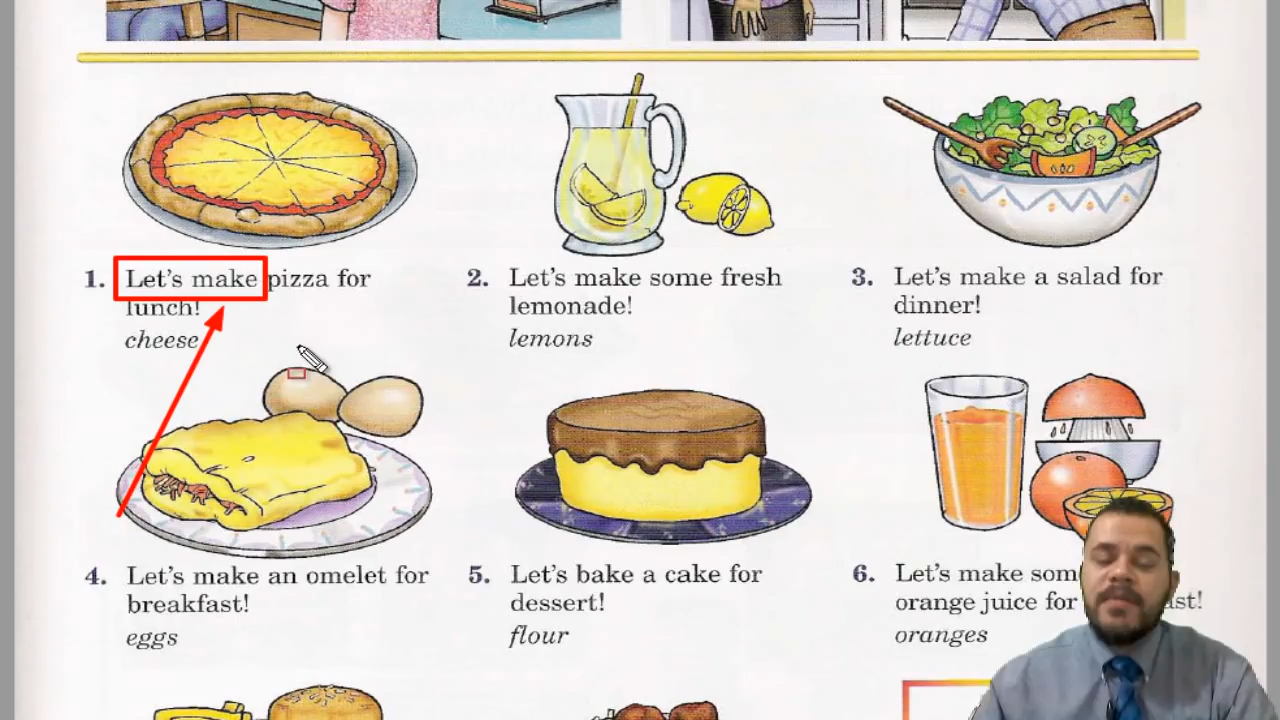 1. Let's make pizza for
lunch!
cheese
2. Let's make some fresh
lemonade!
lemons
3. Let's make a salad for
dinner!
lettuce
4. Let's make an omelet for
breakfast!
eggs
5. Let's bake a cake for
dessert!
flour
6. Let's make
orange juice for
oranges